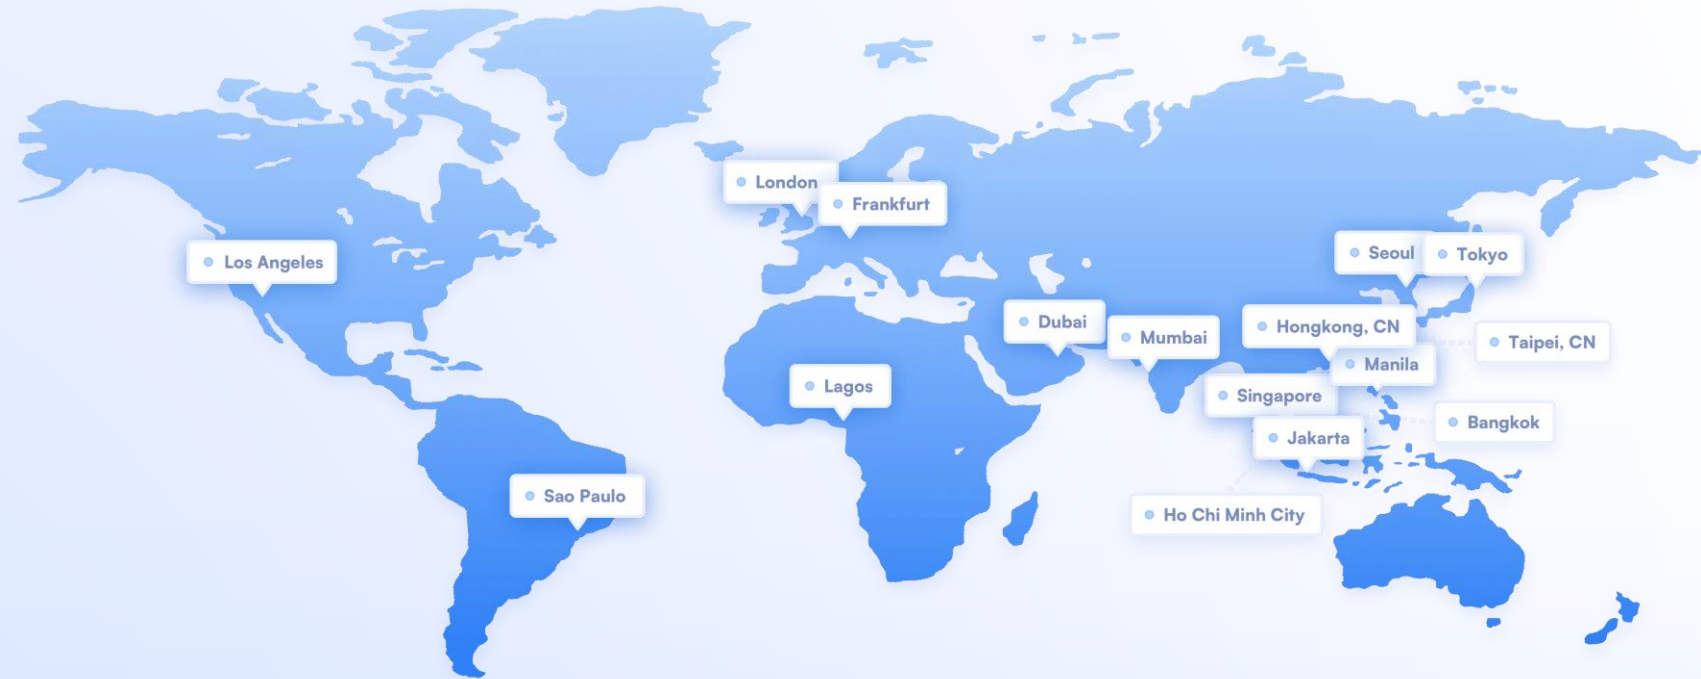 London
Frankfurt
Seoul
Tokyo
Los Angeles
Dubai
Mumbai
Hongkong, CN
Taipei, CN
Manila
Lagos
Singapore
Bangkok
Jakarta
Sao Paulo
Ho Chi Minh City